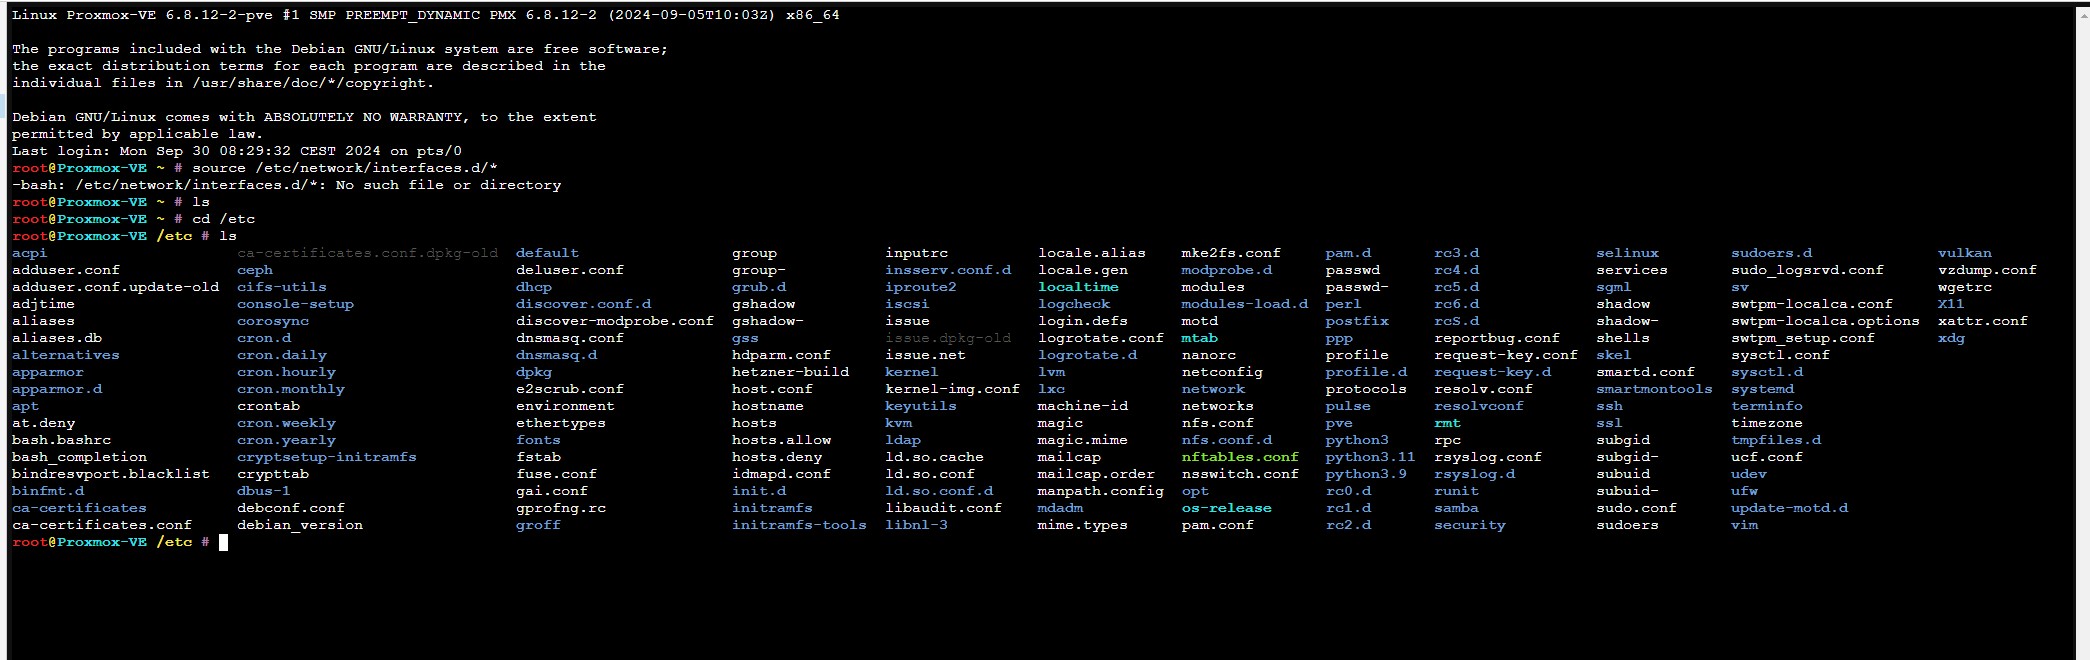 Linux Proxmox-VE 6.8.12-2-pve #1 SMP PREEMPT_DYNAMIC PMX 6.8.12-2 (2024-09-05T10:03Z) x86_64
The programs included with the Debian GNU/Linux system are free software;
the exact distribution terms for each program are described in the
individual files in /usr/share/doc/*/copyright.
Debian GNU/Linux comes with ABSOLUTELY NO WARRANTY, to the extent
permitted by applicable law.
Last login: Mon Sep 30 08:29:32 CEST 2024 on pts/0
root@Proxmox-VE ~ # source /etc/network/interfaces.d/*
-bash: /etc/network/interfaces.d/*: No such file or directory
root@Proxmox-VE ~ # ls
root@Proxmox-VE ~ # cd /etc
root@Proxmox-VE /etc # ls
acpi ca-certificates.conf.dpkg-old default group inputrc locale.alias mke2fs.conf pam.d rc3.d selinux sudoers.d vulkan
adduser.conf ceph deluser.conf group- insserv.conf.d locale.gen modprobe.d passwd rc4.d services sudo_logsrvd.conf vzdump.conf
adduser.conf.update-old cifs-utils dhcp grub.d iproute2 localtime modules passwd- rc5.d sgml sv wgetrc
adjtime console-setup discover.conf.d gshadow iscsi logcheck modules-load.d perl rc6.d shadow swtpm-localca.conf X11
aliases corosync discover-modprobe.conf gshadow- issue login.defs motd postfix rcS.d shadow- swtpm-localca.options xattr.conf
aliases.db cron.d dnsmasq.conf gss issue.dpkg-old logrotate.conf mtab ppp reportbug.conf shells swtpm_setup.conf xdg
alternatives cron.daily dnsmasq.d hdparm.conf issue.net logrotate.d nanorc profile request-key.conf skel sysctl.conf
apparmor cron.hourly dpkg hetzner-build kernel lvm netconfig profile.d request-key.d smartd.conf sysctl.d
apparmor.d cron.monthly e2scrub.conf host.conf kernel-img.conf lxc network protocols resolv.conf smartmontools systemd
apt crontab environment hostname keyutils machine-id networks pulse resolvconf ssh terminfo
at.deny cron.weekly ethertypes hosts kvm magic nfs.conf pve rmt ssl timezone
bash.bashrc cron.yearly fonts hosts.allow ldap magic.mime nfs.conf.d python3 rpc subgid tmpfiles.d
bash_completion cryptsetup-initramfs fstab hosts.deny ld.so.cache mailcap nftables.conf python3.11 rsyslog.conf subgid- ucf.conf
bindresvport.blacklist crypttab fuse.conf idmapd.conf ld.so.conf mailcap.order nsswitch.conf python3.9 rsyslog.d subuid udev
binfmt.d dbus-1 gai.conf init.d ld.so.conf.d manpath.config opt rc0.d runit subuid- ufw
ca-certificates debconf.conf gprofng.rc initramfs libaudit.conf mdadm os-release rc1.d samba sudo.conf update-motd.d
ca-certificates.conf debian_version groff initramfs-tools libnl-3 mime.types pam.conf rc2.d security sudoers vim
root@Proxmox-VE /etc #